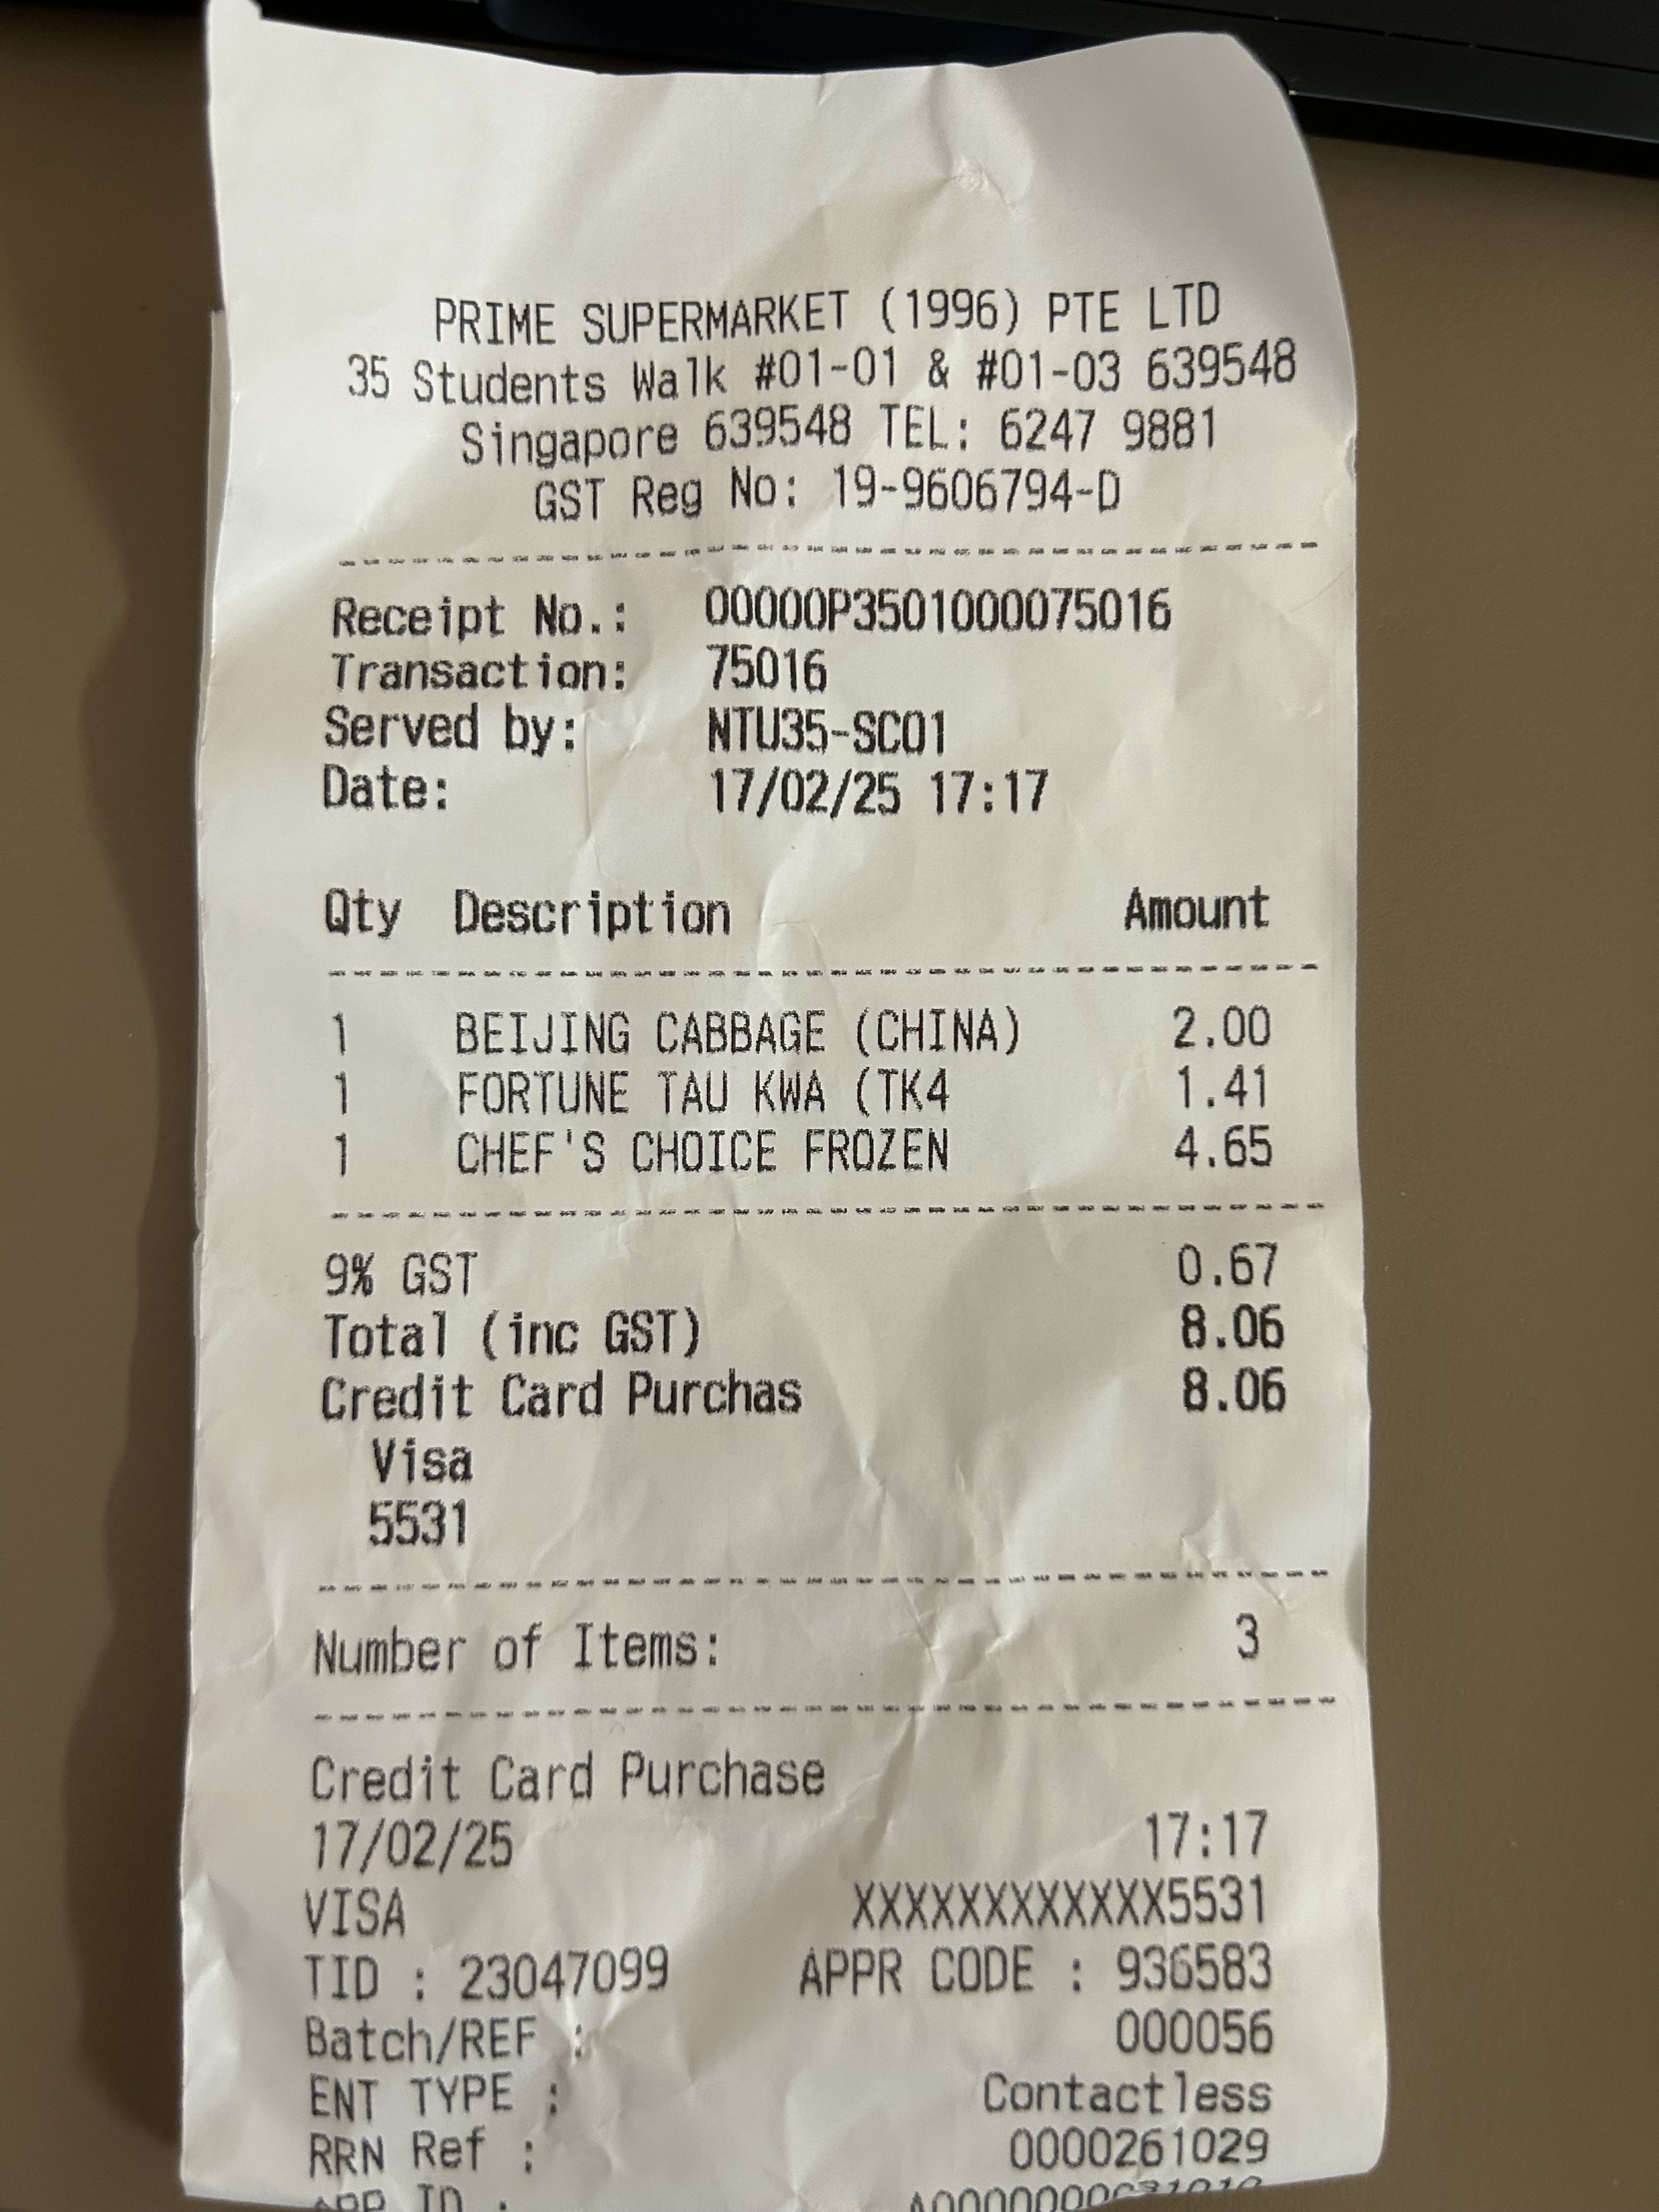 PRIME SUPERMARKET (1996) PTE LTD
35 Students Walk #01-01 & #01-03 639548
Singapore 639548 TEL: 6247 9881
GST Reg No: 19-9606794-D
Receipt No.: 00000P3501000075016
Transaction: 75016
Served by: NTU35-SC01
Date: 17/02/25 17:17
Qty Description Amount
1 BEIJING CABBAGE (CHINA) 2.00
1 FORTUNE TAU KWA (TK4 1.41
1 CHEF'S CHOICE FROZEN 4.65
9% GST 0.67
Total (inc GST) 8.06
Credit Card Purchas 8.06
Visa
5531
Number of Items: 3
Credit Card Purchase
17/02/25 17:17
VISA XXXXXXXXXXXX5531
TID : 23047099 APPR CODE : 936583
Batch/REF : 000056
ENT TYPE : Contactless
RRN Ref : 0000261029
APP ID :